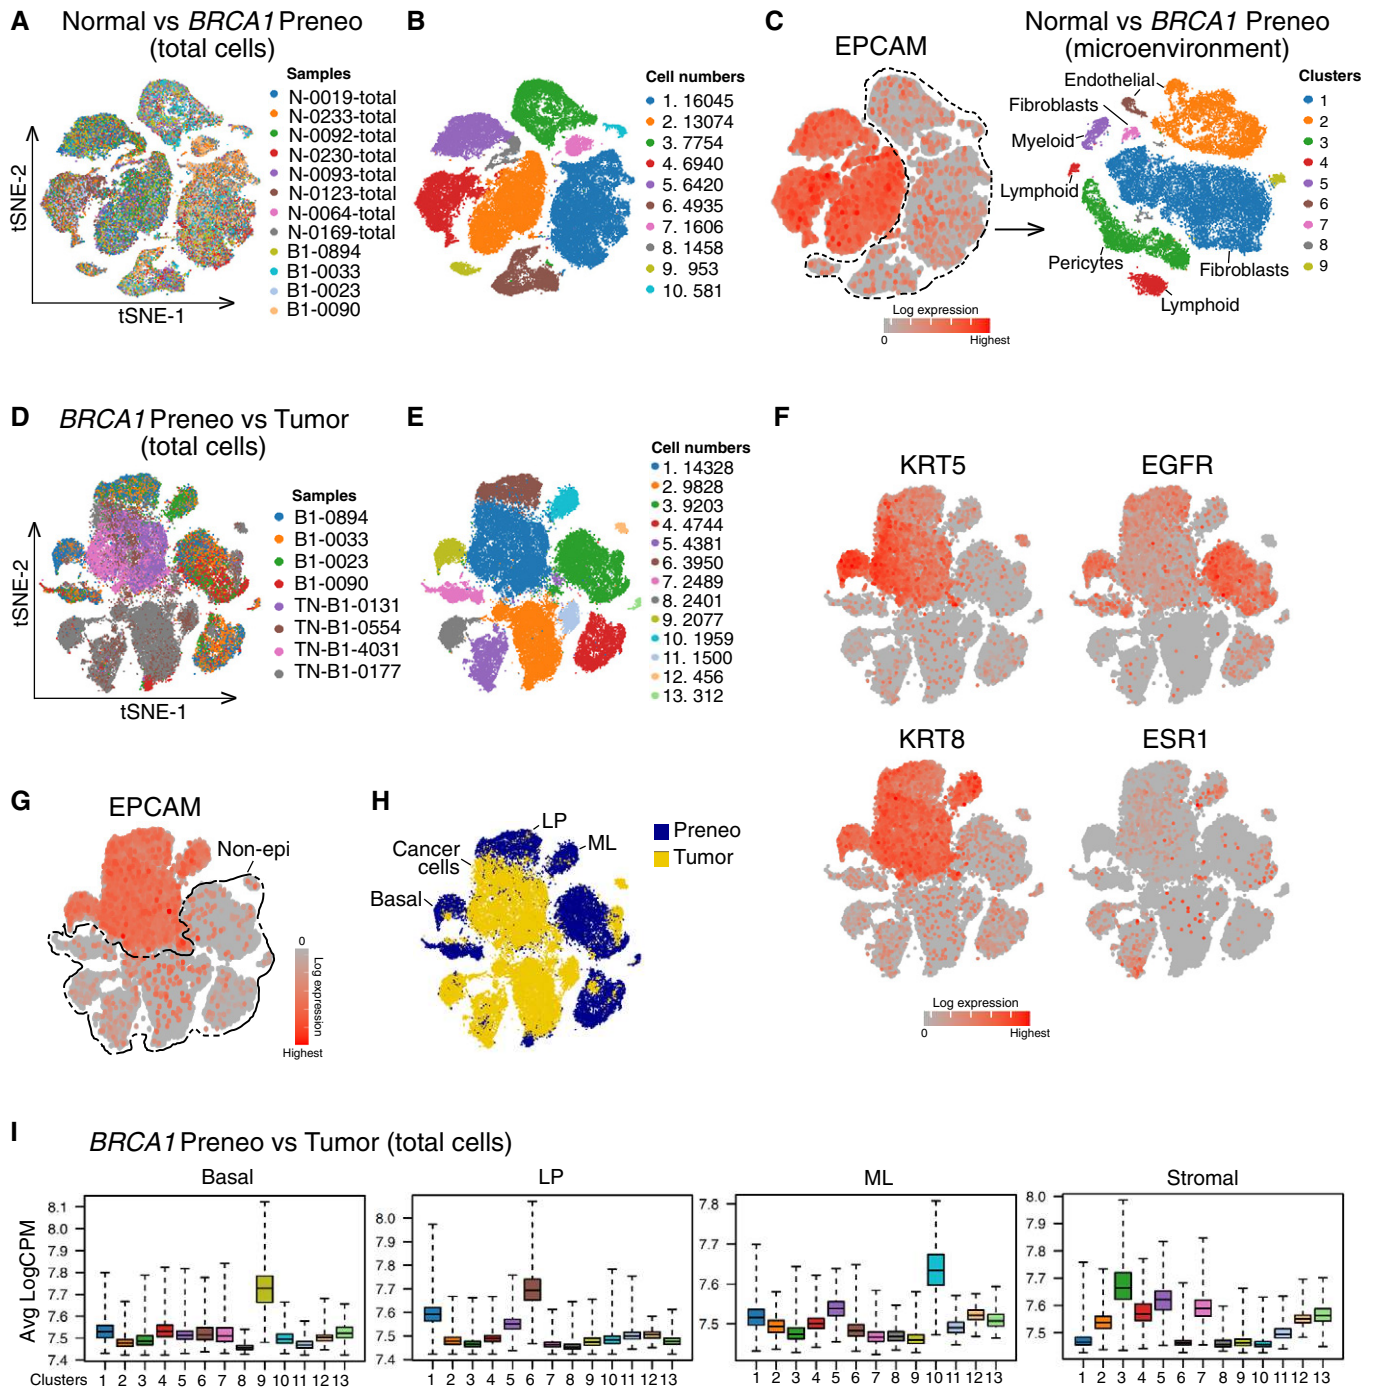 A
Normal vs BRCA1 Preneo
(total cells)
Samples
N-0019-total
N-0233-total
N-0092-total
N-0230-total
N-0093-total
N-0123-total
N-0064-total
N-0169-total
B1-0894
B1-0033
B1-0023
B1-0090
tSNE-2
tSNE-1
B
Cell numbers
1. 16045
2. 13074
3. 7754
4. 6940
5. 6420
6. 4935
7. 1606
8. 1458
9. 953
10. 581
C
EPCAM
Log expression
0
Highest
Normal vs BRCA1 Preneo
(microenvironment)
Endothelial
Fibroblasts
Myeloid
Lymphoid
Pericytes
Fibroblasts
Lymphoid
Clusters
1
2
3
4
5
6
7
8
9
D
BRCA1 Preneo vs Tumor
(total cells)
Samples
B1-0894
B1-0033
B1-0023
B1-0090
TN-B1-0131
TN-B1-0554
TN-B1-4031
TN-B1-0177
tSNE-2
tSNE-1
E
Cell numbers
1. 14328
2. 9828
3. 9203
4. 4744
5. 4381
6. 3950
7. 2489
8. 2401
9. 2077
10. 1959
11. 1500
12. 456
13. 312
F
KRT5
EGFR
KRT8
ESR1
Log expression
0
Highest
G
EPCAM
Non-epi
0
Log expression
Highest
H
LP
ML
Cancer
cells
Basal
Preneo
Tumor
I
BRCA1 Preneo vs Tumor (total cells)
Basal
Avg LogCPM
8.1
8.0
7.9
7.8
7.7
7.6
7.5
7.4
Clusters 1 2 3 4 5 6 7 8 9 10 11 12 13
LP
8.0
7.9
7.8
7.7
7.6
7.5
7.4
1 2 3 4 5 6 7 8 9 10 11 12 13
ML
7.8
7.7
7.6
7.5
1 2 3 4 5 6 7 8 9 10 11 12 13
Stromal
8.0
7.9
7.8
7.7
7.6
7.5
1 2 3 4 5 6 7 8 9 10 11 12 13